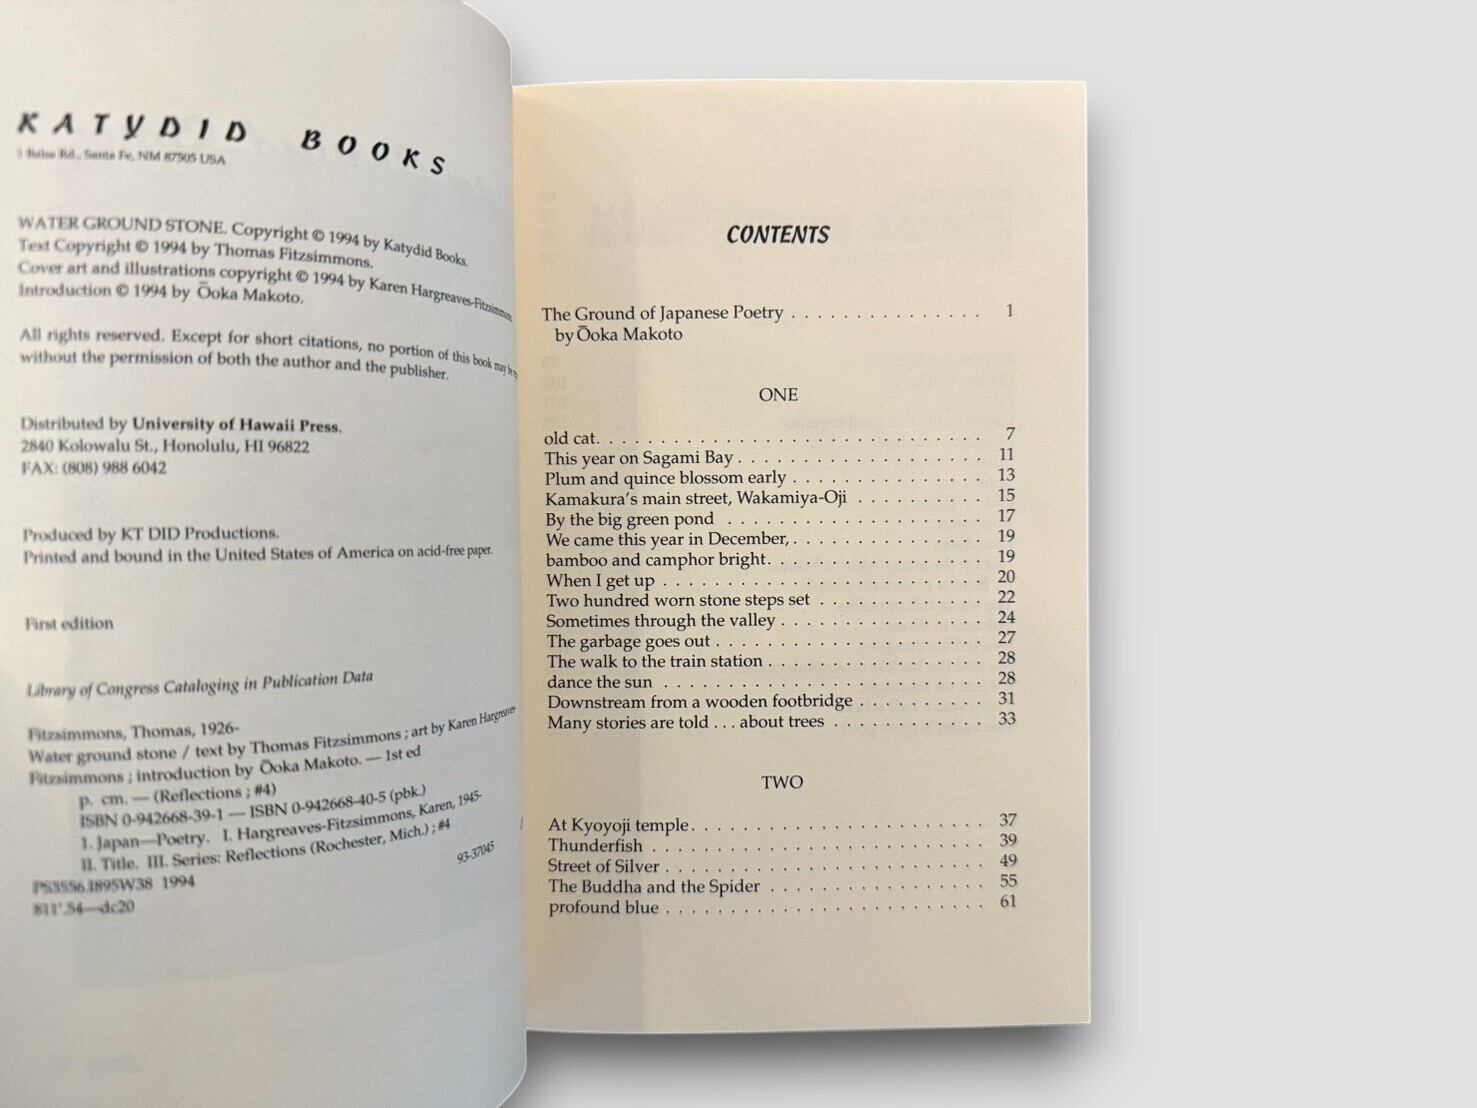 KATYDID BOOKS
1 Balsa Rd., Santa Fe, NM 87505 USA
WATER GROUND STONE. Copyright © 1994 by Katydid Books.
Text Copyright © 1994 by Thomas Fitzsimmons.
Cover art and illustrations copyright © 1994 by Karen Hargreaves-Fitzsimmons
Introduction © 1994 by Ōoka Makoto.
All rights reserved. Except for short citations, no portion of this book may be
without the permission of both the author and the publisher.
Distributed by University of Hawaii Press.
2840 Kolowalu St., Honolulu, HI 96822
FAX: (808) 988 6042
Produced by KT DID Productions.
Printed and bound in the United States of America on acid-free paper.
First edition
Library of Congress Cataloging in Publication Data
Fitzsimmons, Thomas, 1926-
Water ground stone / text by Thomas Fitzsimmons ; art by Karen Hargreaves-
Fitzsimmons ; introduction by Ōoka Makoto. — 1st ed
p. cm. — (Reflections ; #4)
ISBN 0-942668-39-1 — ISBN 0-942668-40-5 (pbk.)
1. Japan—Poetry. I. Hargreaves-Fitzsimmons, Karen, 1945-
II. Title. III. Series: Reflections (Rochester, Mich.) ; #4
PS3556.I895W38 1994
811'.54—dc20
93-37045
CONTENTS
The Ground of Japanese Poetry . . . . . . . . . . . . . . . 1
by Ōoka Makoto
ONE
old cat. . . . . . . . . . . . . . . . . . . . . . . . . . . . . . 7
This year on Sagami Bay . . . . . . . . . . . . . . . . . . . 11
Plum and quince blossom early . . . . . . . . . . . . . . . 13
Kamakura's main street, Wakamiya-Oji . . . . . . . . . . 15
By the big green pond . . . . . . . . . . . . . . . . . . . . 17
We came this year in December, . . . . . . . . . . . . . . . 19
bamboo and camphor bright. . . . . . . . . . . . . . . . . 19
When I get up . . . . . . . . . . . . . . . . . . . . . . . . . 20
Two hundred worn stone steps set . . . . . . . . . . . . . 22
Sometimes through the valley . . . . . . . . . . . . . . . . 24
The garbage goes out . . . . . . . . . . . . . . . . . . . . . 27
The walk to the train station . . . . . . . . . . . . . . . . . 28
dance the sun . . . . . . . . . . . . . . . . . . . . . . . . . 28
Downstream from a wooden footbridge . . . . . . . . . . 31
Many stories are told . . . about trees . . . . . . . . . . . . 33
TWO
At Kyoyoji temple. . . . . . . . . . . . . . . . . . . . . . . 37
Thunderfish . . . . . . . . . . . . . . . . . . . . . . . . . . 39
Street of Silver . . . . . . . . . . . . . . . . . . . . . . . . . 49
The Buddha and the Spider . . . . . . . . . . . . . . . . . 55
profound blue . . . . . . . . . . . . . . . . . . . . . . . . . 61